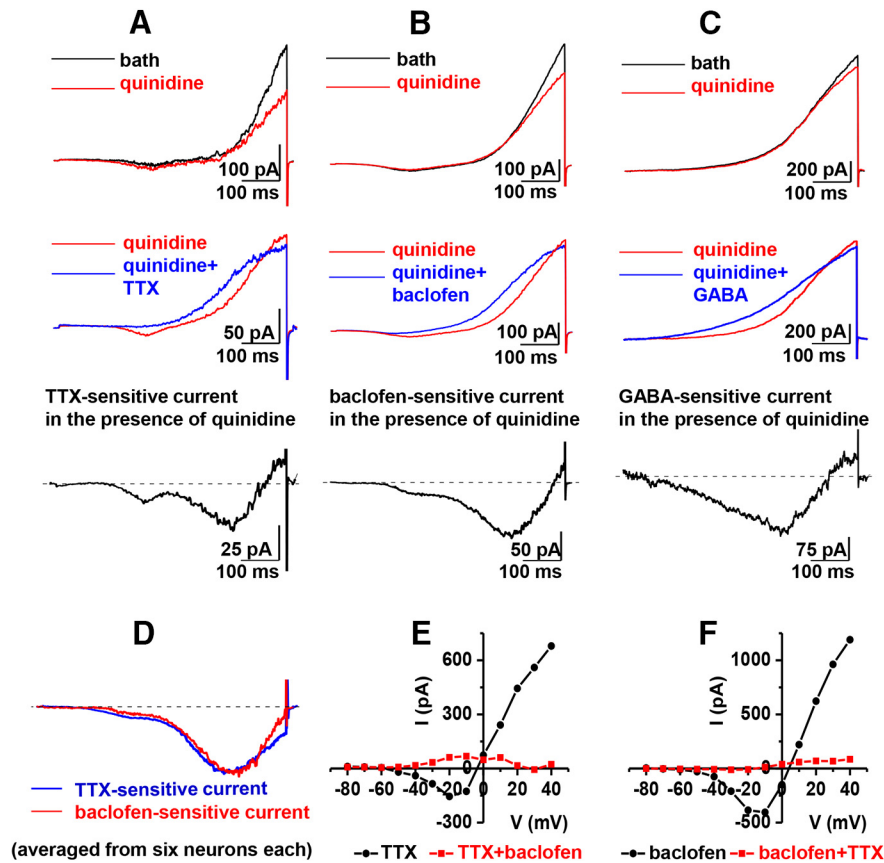 A
B
C
bath
quinidine
100 pA
100 ms
bath
quinidine
100 pA
100 ms
bath
quinidine
200 pA
100 ms
quinidine
quinidine+
TTX
50 pA
100 ms
quinidine
quinidine+
baclofen
100 pA
100 ms
quinidine
quinidine+
GABA
200 pA
100 ms
TTX-sensitive current
in the presence of quinidine
baclofen-sensitive current
in the presence of quinidine
GABA-sensitive current
in the presence of quinidine
25 pA
100 ms
50 pA
100 ms
75 pA
100 ms
D
TTX-sensitive current
baclofen-sensitive current
(averaged from six neurons each)
E
I (pA)
600
300
0
-300
-80 -60 -40 -20 0 20 40
V (mV)
TTX
TTX+baclofen
F
I (pA)
1000
500
0
-500
-80 -60 -40 -20 0 20 40
V (mV)
baclofen
baclofen+TTX